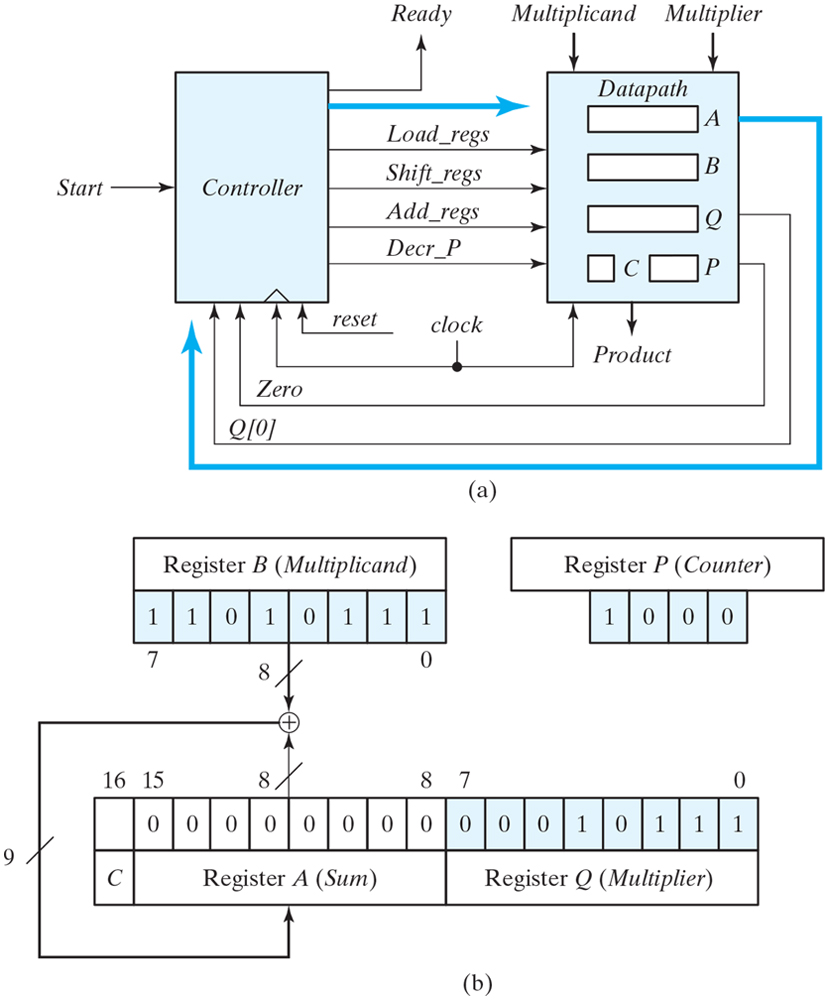 Ready
Multiplicand
Multiplier
Datapath
A
Load_regs
B
Shift_regs
Start
Controller
Add_regs
Q
Decr_P
C
P
reset
clock
Product
Zero
Q[0]
(a)
Register B (Multiplicand)
Register P (Counter)
1 1 0 1 0 1 1 1
1 0 0 0
7
8
0
16 15
8
8 7
0
0 0 0 0 0 0 0 0 0 0 0 1 0 1 1 1
9
C
Register A (Sum)
Register Q (Multiplier)
(b)